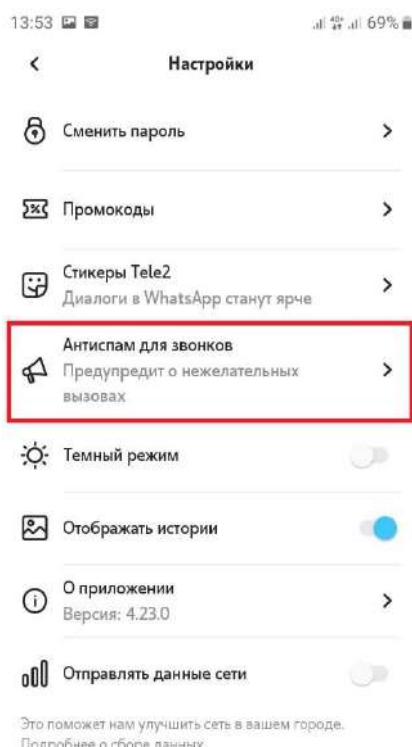 13:53 69%
Настройки
Сменить пароль
Промокоды
Стикеры Tele2
Диалоги в WhatsApp станут ярче
Антиспам для звонков
Предупредит о нежелательных
вызовах
Темный режим
Отображать истории
О приложении
Версия: 4.23.0
Отправлять данные сети
Это поможет нам улучшить сеть в вашем городе.
Подробнее о сборе данных